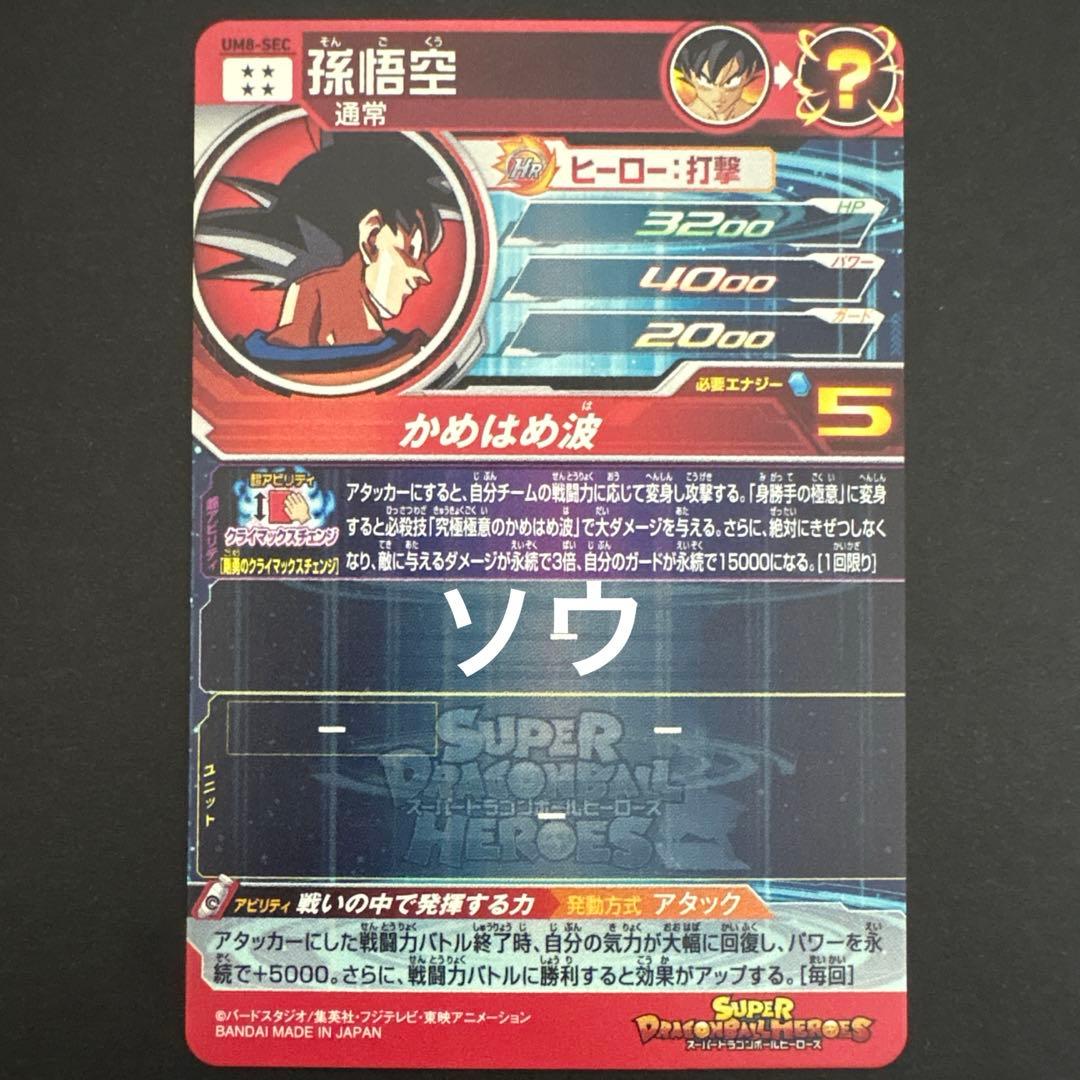 UM8-SEC
孫悟空
そん ご くう
通常
?
HR ヒーロー:打撃
3200 HP
4000 パワー
2000 ガード
必要エナジー 5
かめはめ波
は
超アビリティ
超アビリティ
クライマックスチェンジ
アタッカーにすると、自分チームの戦闘力に応じて変身し攻撃する。「身勝手の極意」に変身
すると必殺技「究極極意のかめはめ波」で大ダメージを与える。さらに、絶対にきぜつしなく
なり、敵に与えるダメージが永続で3倍、自分のガードが永続で15000になる。[1回限り]
ソウ
-
ユニット
- -
-
SUPER
DRAGONBALL
スーパードラゴンボールヒーローズ
HEROES
アビリティ 戦いの中で発揮する力 発動方式 アタック
アタッカーにした戦闘力バトル終了時、自分の気力が大幅に回復し、パワーを永
続で+5000。さらに、戦闘力バトルに勝利すると効果がアップする。[毎回]
©バードスタジオ/集英社・フジテレビ・東映アニメーション
BANDAI MADE IN JAPAN
SUPER
DRAGONBALL HEROES
スーパードラゴンボールヒーローズ